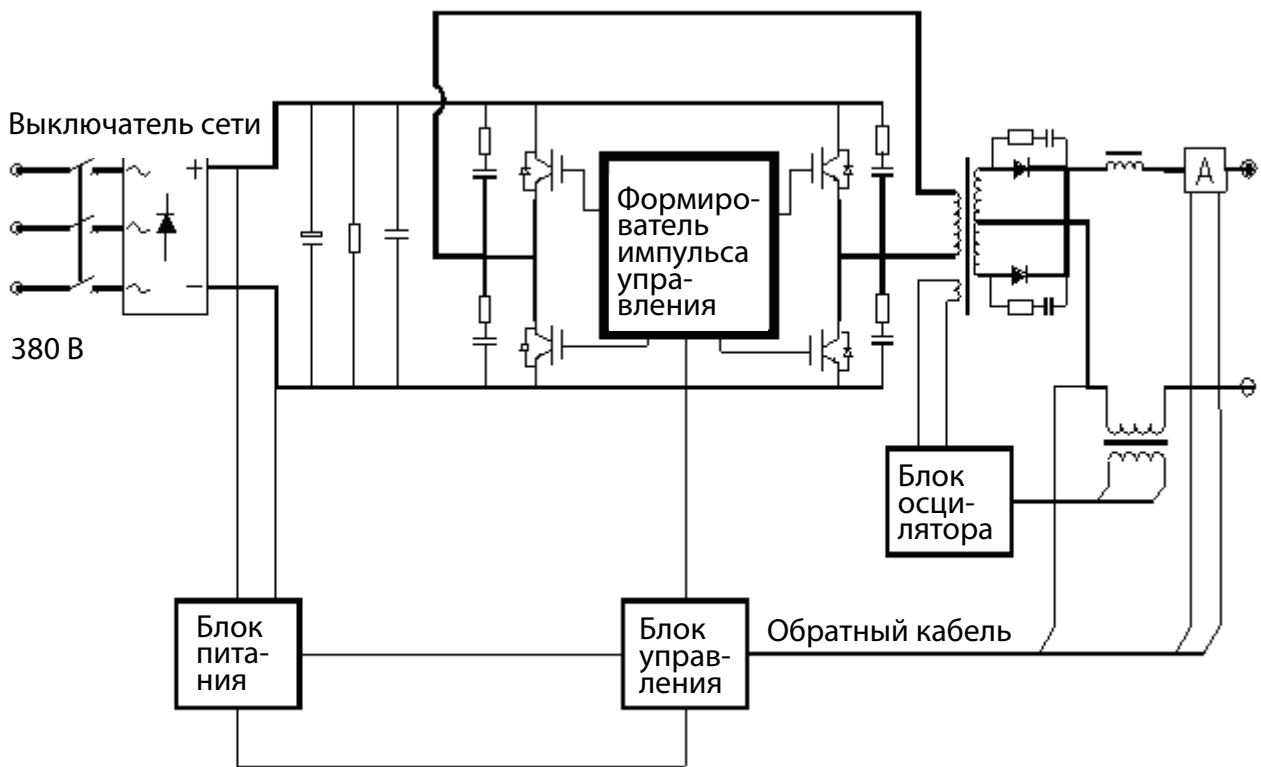 Выключатель сети
+
−
380 В
Формиро-
ватель
импульса
упра-
вления
A
Блок
осци-
лятора
Блок
пита-
ния
Блок
управ-
ления
Обратный кабель